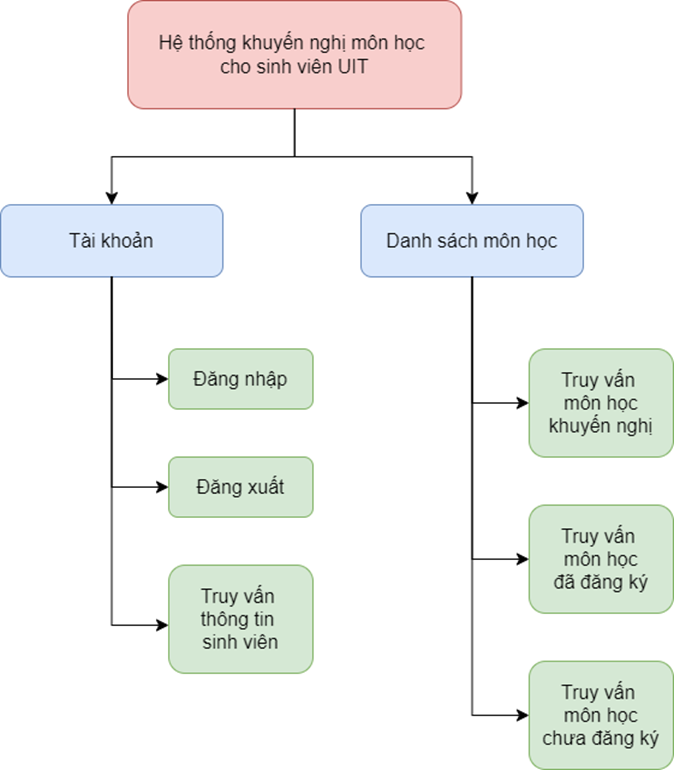 Hệ thống khuyến nghị môn học
cho sinh viên UIT
Tài khoản
Danh sách môn học
Đăng nhập
Đăng xuất
Truy vấn
thông tin
sinh viên
Truy vấn
môn học
khuyến nghị
Truy vấn
môn học
đã đăng ký
Truy vấn
môn học
chưa đăng ký